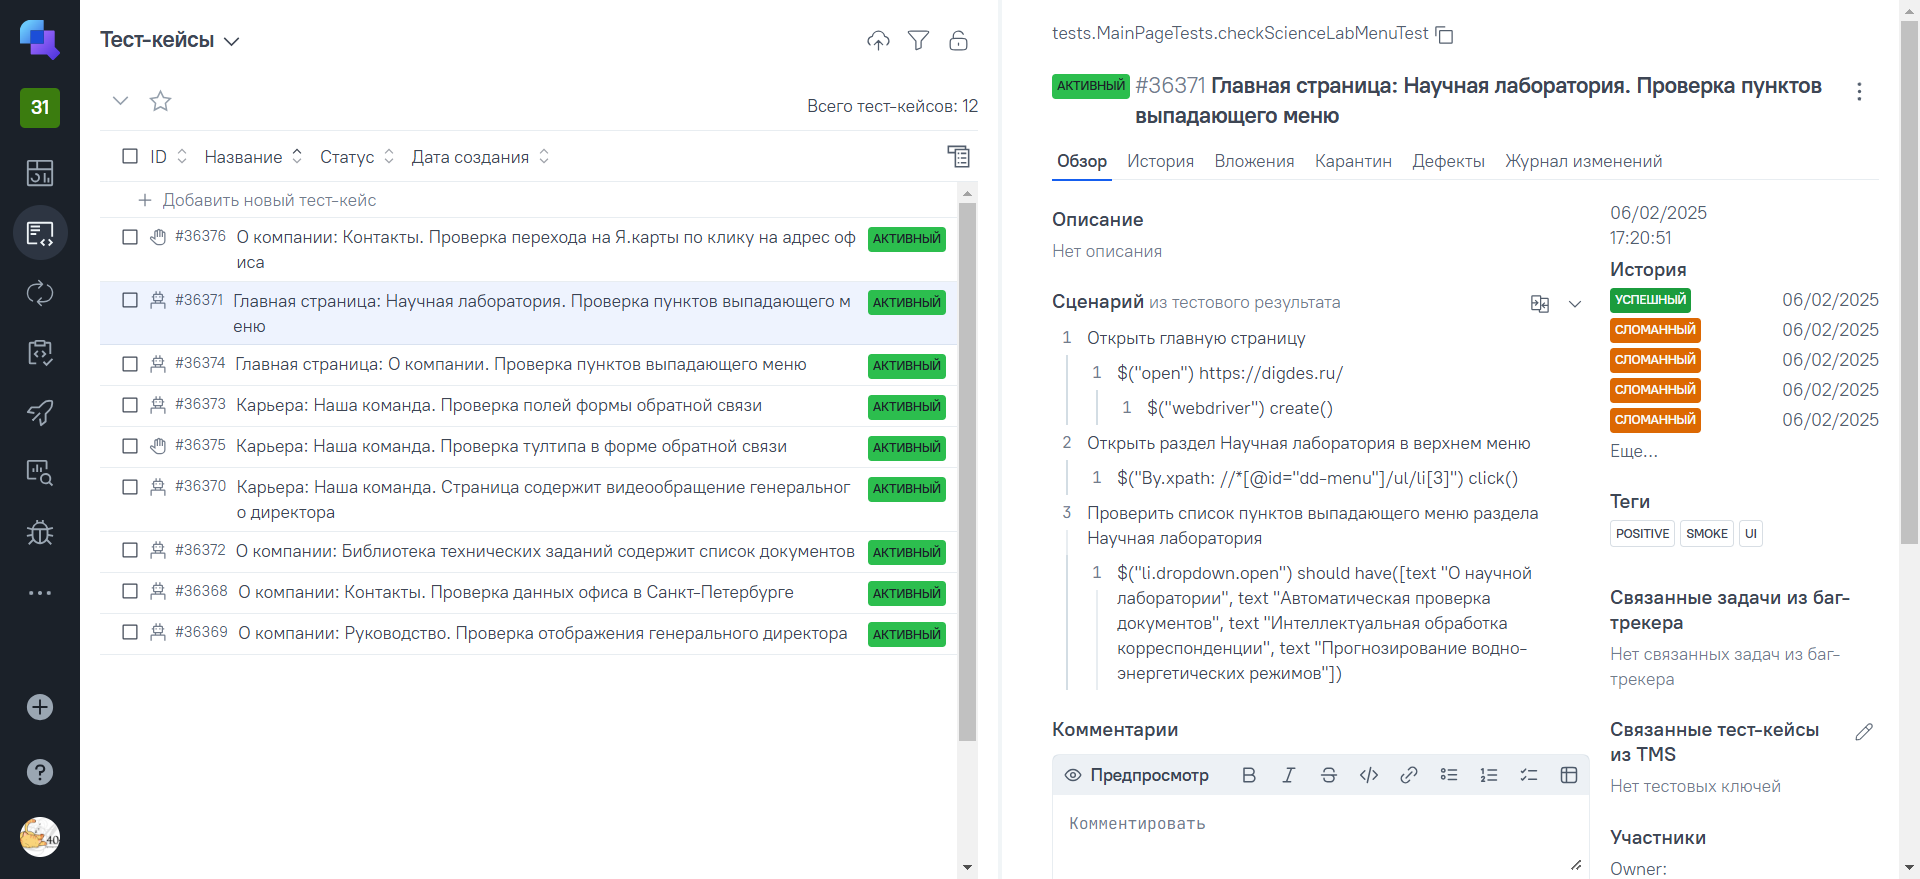 Тест-кейсы
31
Всего тест-кейсов: 12
ID Название Статус Дата создания
Добавить новый тест-кейс
#36376 О компании: Контакты. Проверка перехода на Я.карты по клику на адрес оф
иса
АКТИВНЫЙ
#36371 Главная страница: Научная лаборатория. Проверка пунктов выпадающего м
еню
АКТИВНЫЙ
#36374 Главная страница: О компании. Проверка пунктов выпадающего меню АКТИВНЫЙ
#36373 Карьера: Наша команда. Проверка полей формы обратной связи АКТИВНЫЙ
#36375 Карьера: Наша команда. Проверка тултипа в форме обратной связи АКТИВНЫЙ
#36370 Карьера: Наша команда. Страница содержит видеообращение генеральног
о директора
АКТИВНЫЙ
#36372 О компании: Библиотека технических заданий содержит список документов АКТИВНЫЙ
#36368 О компании: Контакты. Проверка данных офиса в Санкт-Петербурге АКТИВНЫЙ
#36369 О компании: Руководство. Проверка отображения генерального директора АКТИВНЫЙ
40
tests.MainPageTests.checkScienceLabMenuTest
АКТИВНЫЙ #36371 Главная страница: Научная лаборатория. Проверка пунктов
выпадающего меню
Обзор История Вложения Карантин Дефекты Журнал изменений
Описание
Нет описания
Сценарий из тестового результата
1 Открыть главную страницу
1 $("open") https://digdes.ru/
1 $("webdriver") create()
2 Открыть раздел Научная лаборатория в верхнем меню
1 $("By.xpath: //*[@id="dd-menu"]/ul/li[3]") click()
3 Проверить список пунктов выпадающего меню раздела
Научная лаборатория
1 $("li.dropdown.open") should have([text "О научной
лаборатории", text "Автоматическая проверка
документов", text "Интеллектуальная обработка
корреспонденции", text "Прогнозирование водно-
энергетических режимов"])
Комментарии
Предпросмотр
Комментировать
06/02/2025
17:20:51
История
УСПЕШНЫЙ 06/02/2025
СЛОМАННЫЙ 06/02/2025
СЛОМАННЫЙ 06/02/2025
СЛОМАННЫЙ 06/02/2025
СЛОМАННЫЙ 06/02/2025
Еще...
Теги
POSITIVE SMOKE UI
Связанные задачи из баг-
трекера
Нет связанных задач из баг-
трекера
Связанные тест-кейсы
из TMS
Нет тестовых ключей
Участники
Owner: